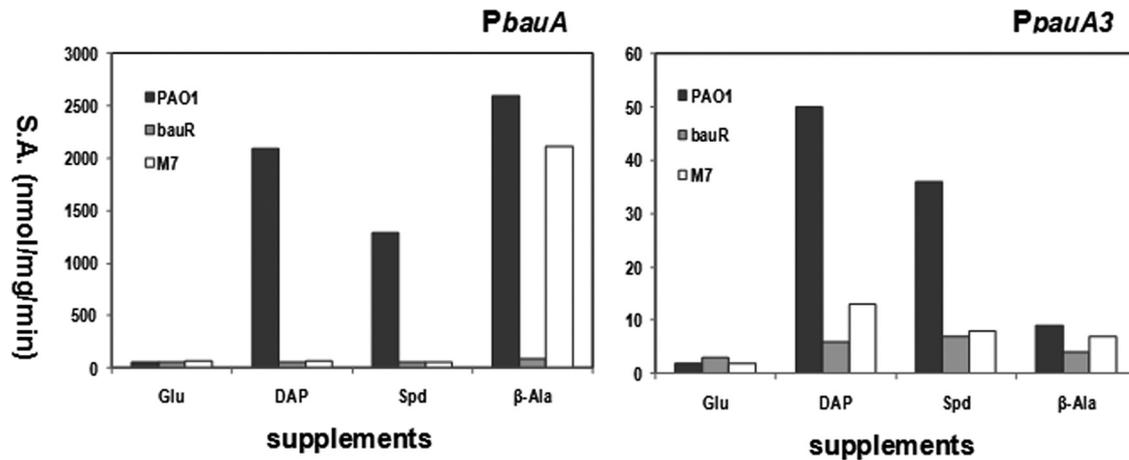 PbauA
S.A. (nmol/mg/min)
3000
2500
2000
1500
1000
500
0
PAO1
bauR
M7
Glu DAP Spd β-Ala
supplements
PpauA3
60
50
40
30
20
10
0
PAO1
bauR
M7
Glu DAP Spd β-Ala
supplements